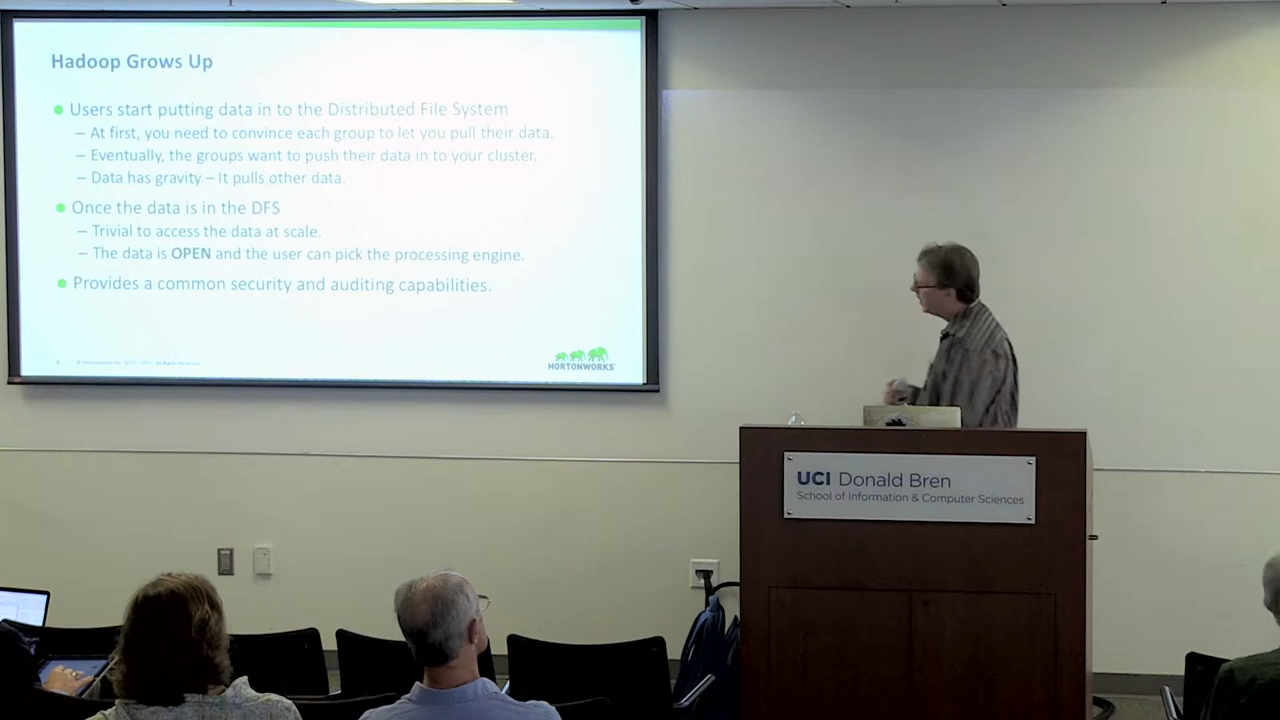 Hadoop Grows Up
Users start putting data in to the Distributed File System
– At first, you need to convince each group to let you pull their data.
– Eventually, the groups want to push their data in to your cluster.
– Data has gravity – It pulls other data.
Once the data is in the DFS
– Trivial to access the data at scale.
– The data is OPEN and the user can pick the processing engine.
Provides a common security and auditing capabilities.
HORTONWORKS
UCI Donald Bren
School of Information & Computer Sciences